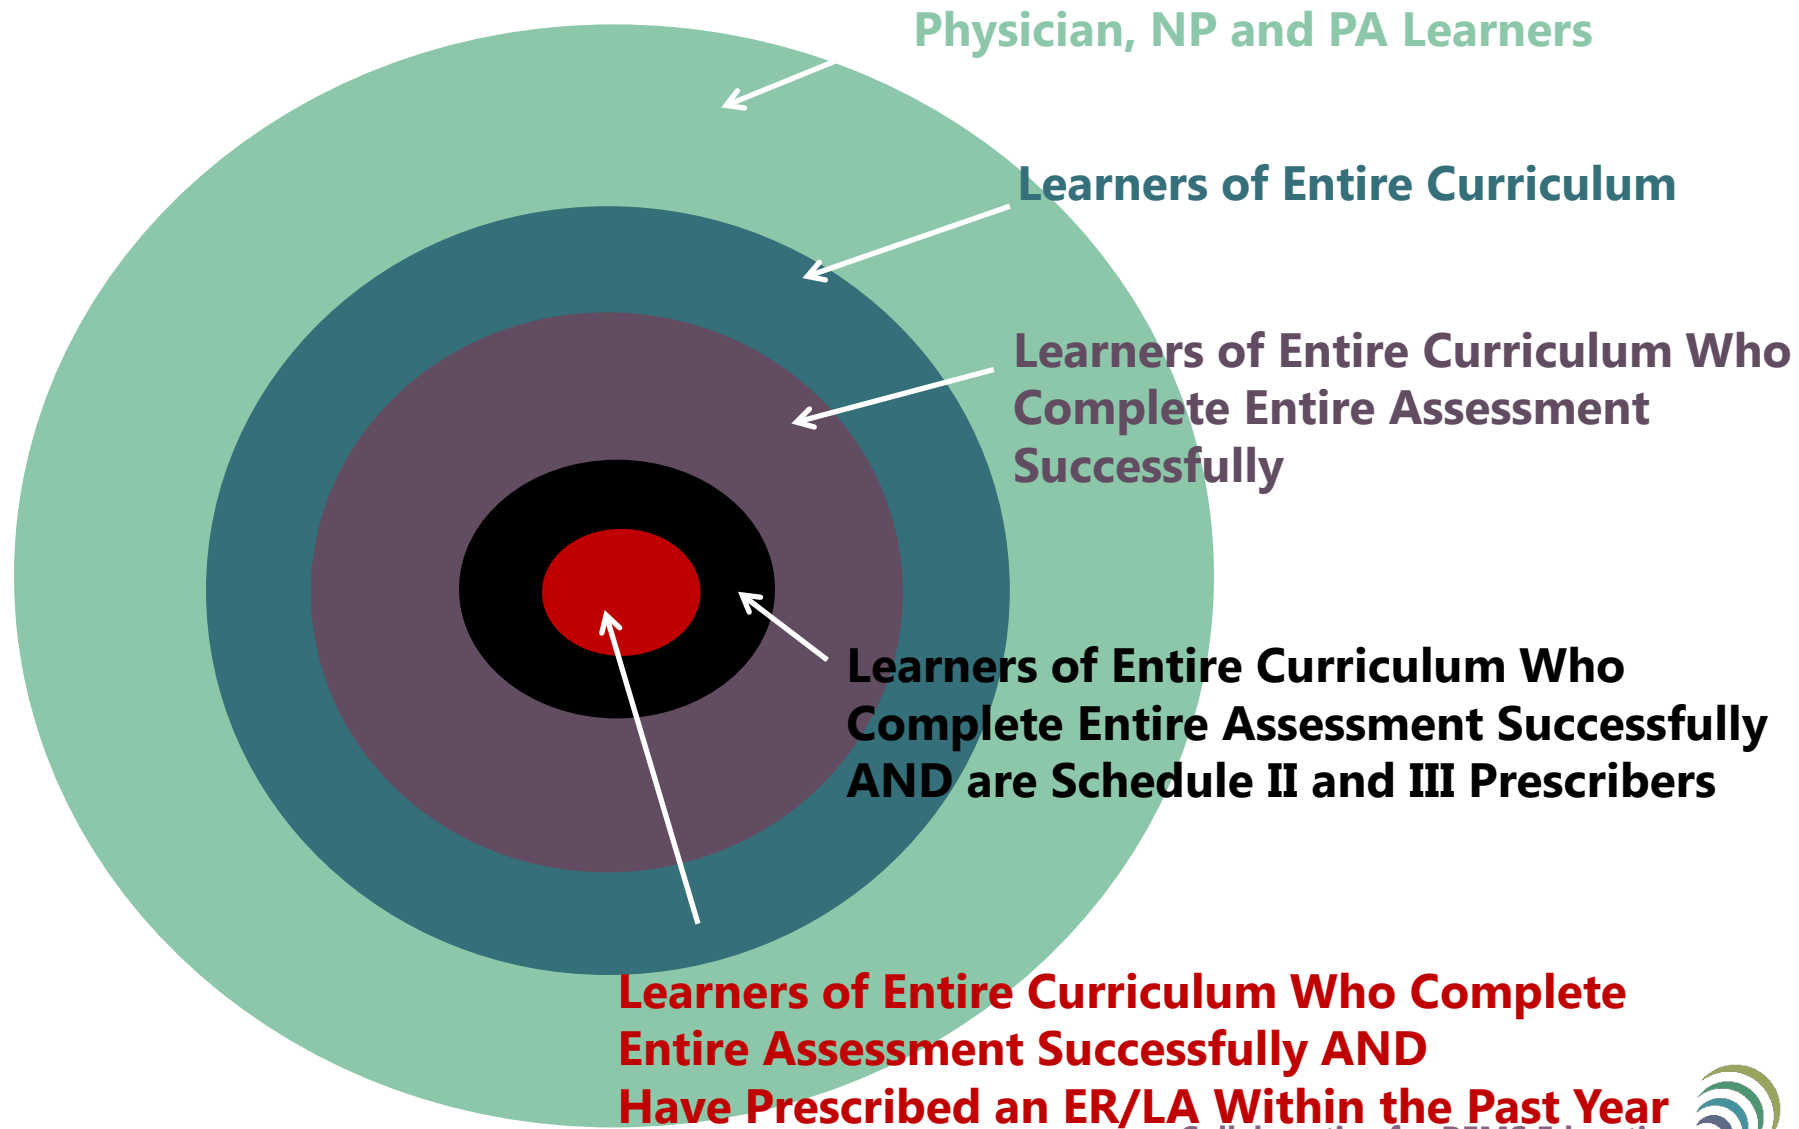 Physician, NP and PA Learners
Learners of Entire Curriculum
Learners of Entire Curriculum Who
Complete Entire Assessment
Successfully
Learners of Entire Curriculum Who
Complete Entire Assessment Successfully
AND are Schedule II and III Prescribers
Learners of Entire Curriculum Who Complete
Entire Assessment Successfully AND
Have Prescribed an ER/LA Within the Past Year